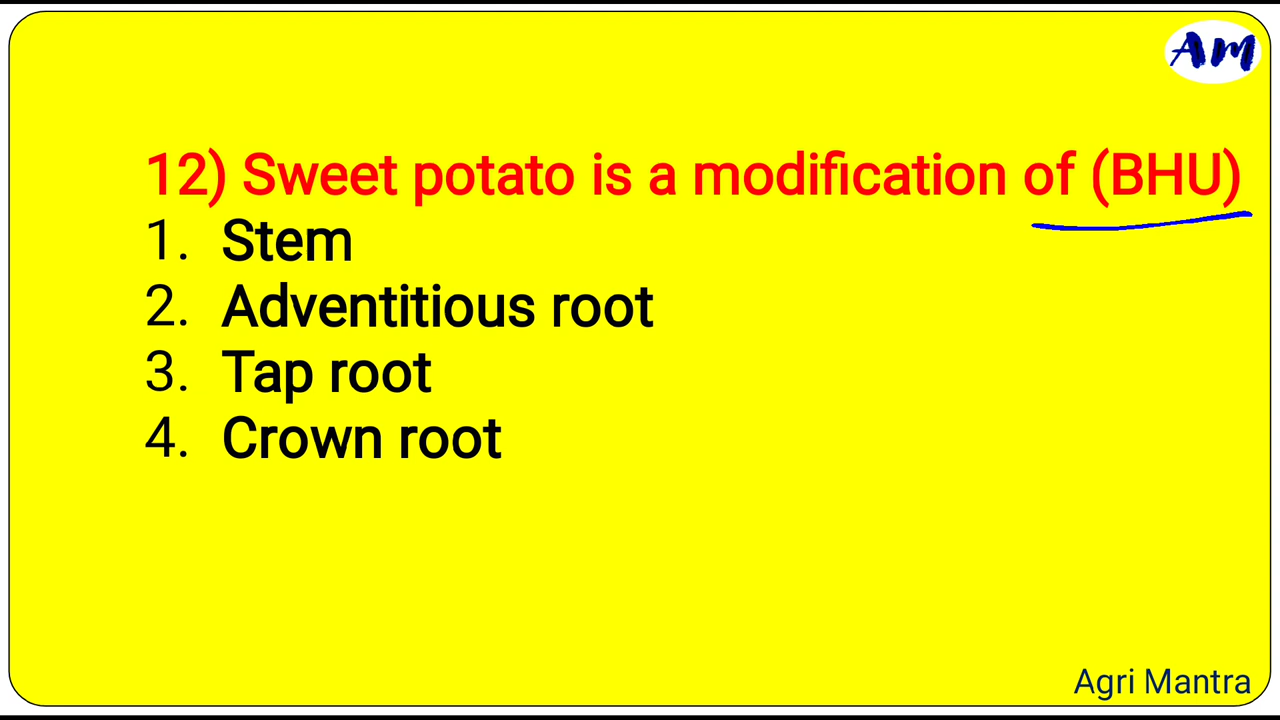 AM
12) Sweet potato is a modification of (BHU)
1. Stem
2. Adventitious root
3. Tap root
4. Crown root
Agri Mantra